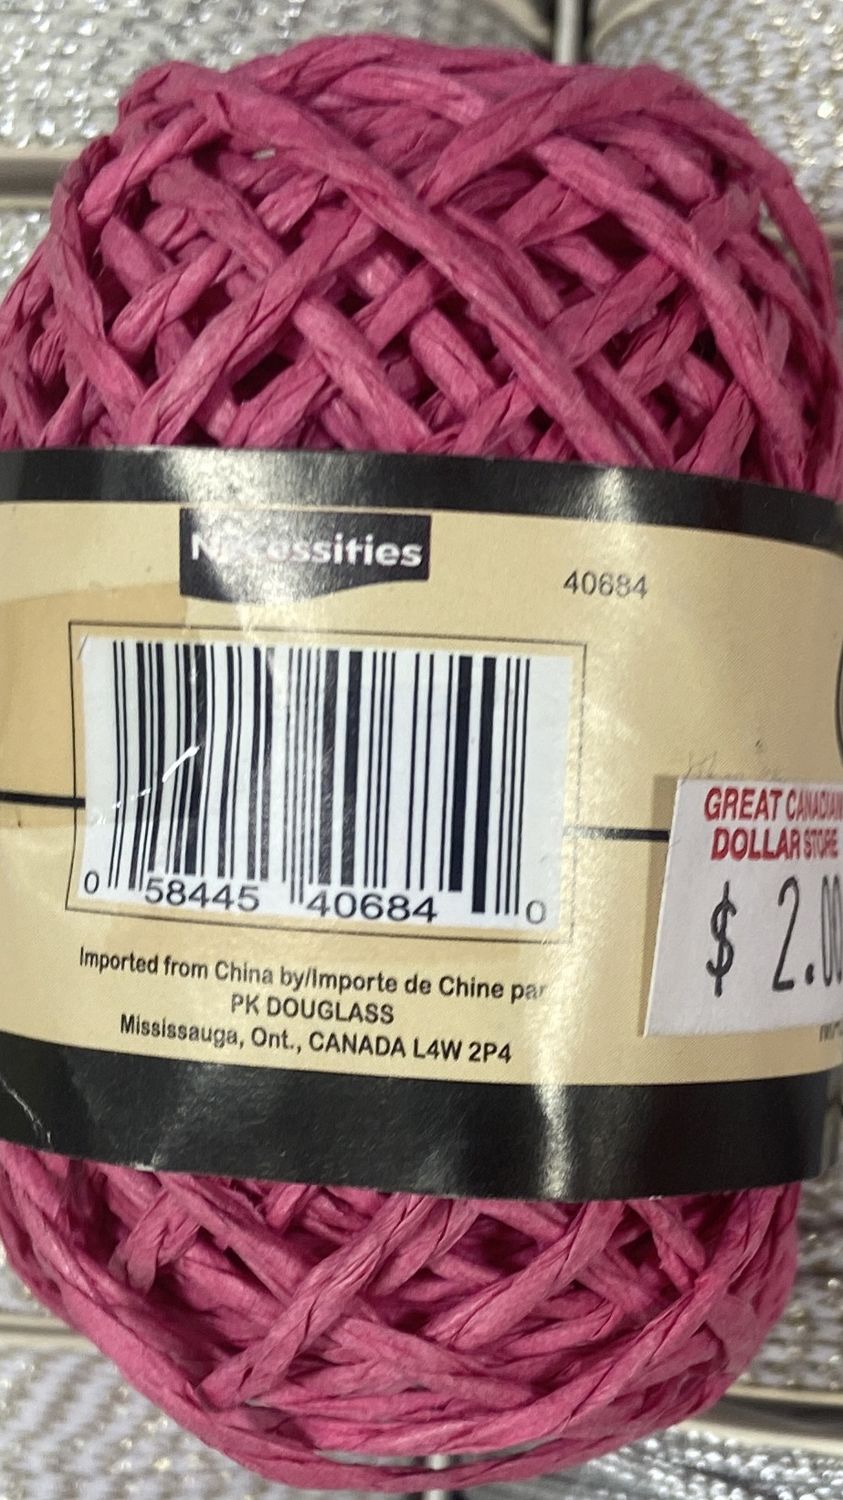 Necessities
40684
0 58445 40684 0
Imported from China by/Importe de Chine par
PK DOUGLASS
Mississauga, Ont., CANADA L4W 2P4
GREAT CANADIAN
DOLLAR STORE
$ 2.00